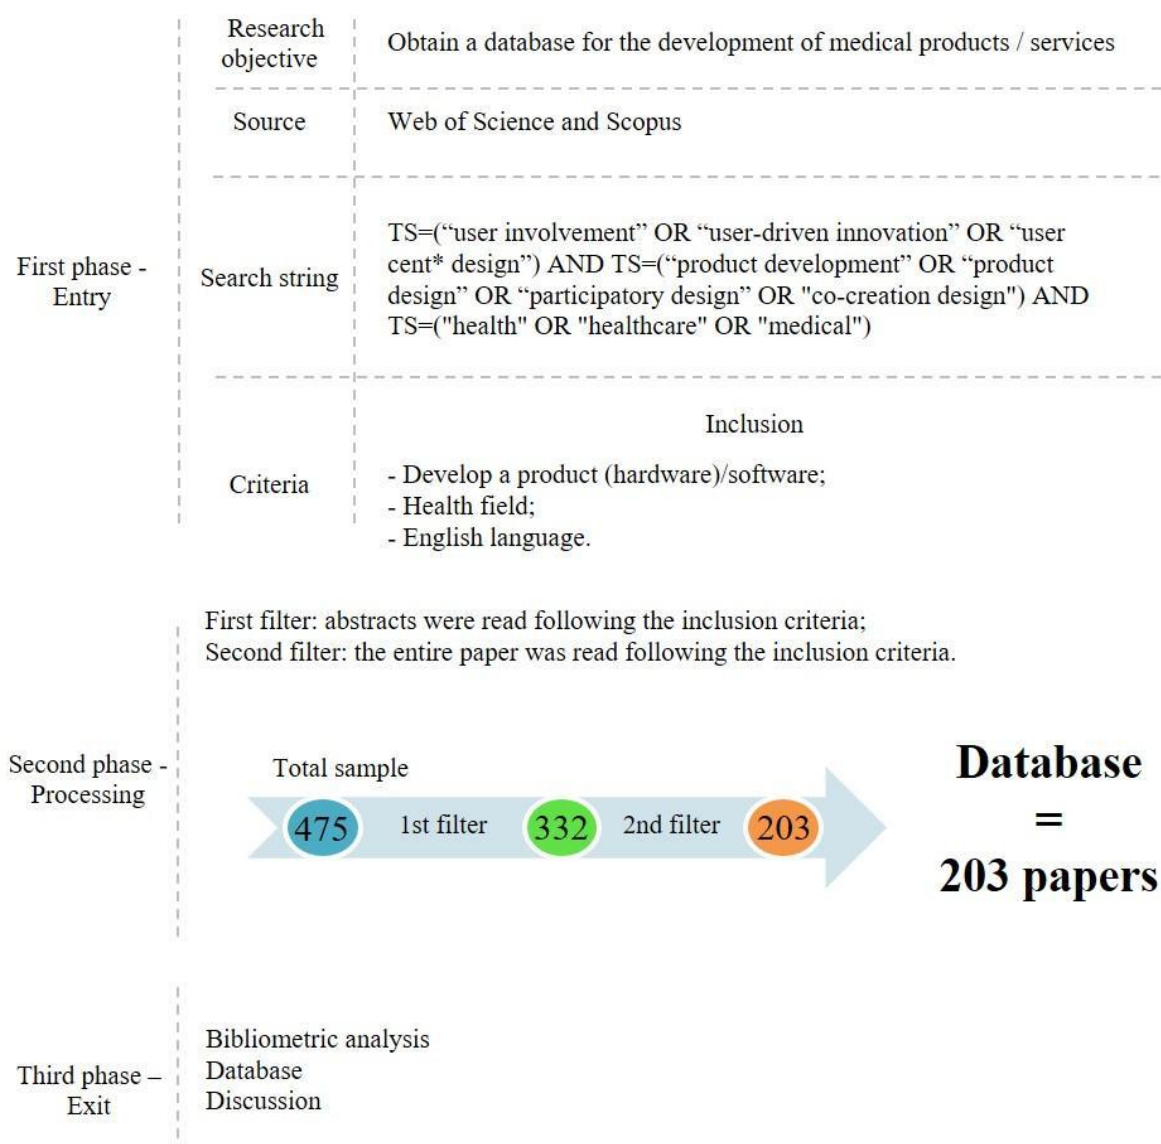 Research
objective
Obtain a database for the development of medical products / services
Source
Web of Science and Scopus
First phase -
Entry
Search string
TS=(“user involvement” OR “user-driven innovation” OR “user
cent* design”) AND TS=(“product development” OR “product
design” OR “participatory design” OR "co-creation design") AND
TS=("health" OR "healthcare" OR "medical")
Criteria
Inclusion
- Develop a product (hardware)/software;
- Health field;
- English language.
First filter: abstracts were read following the inclusion criteria;
Second filter: the entire paper was read following the inclusion criteria.
Second phase -
Processing
Total sample
475
1st filter
332
2nd filter
203
Database
=
203 papers
Third phase –
Exit
Bibliometric analysis
Database
Discussion